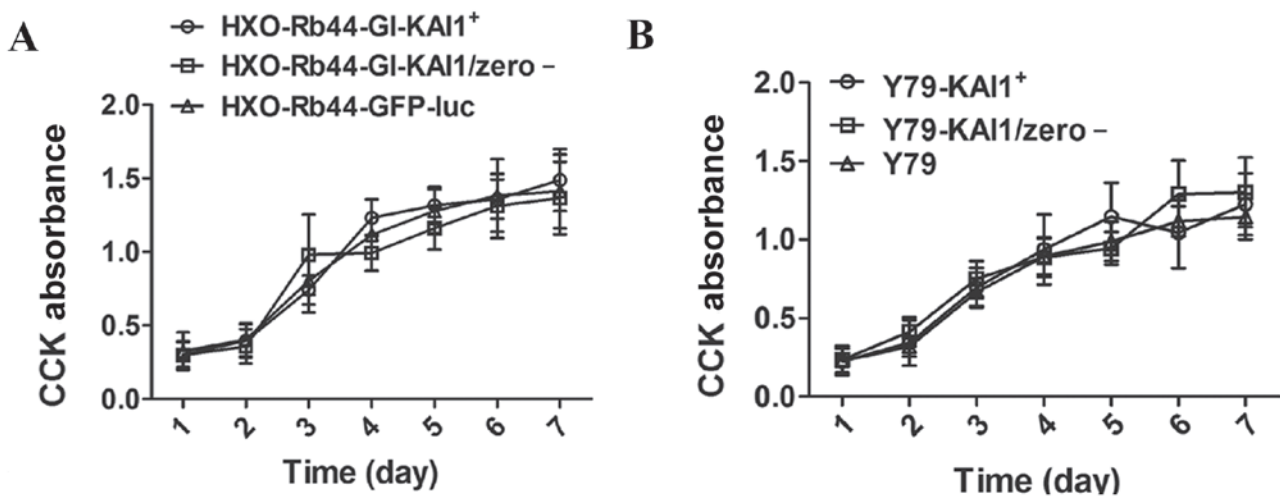 A
HXO-Rb44-GI-KAI1+
HXO-Rb44-GI-KAI1/zero –
HXO-Rb44-GFP-luc
CCK absorbance
2.0
1.5
1.0
0.5
0.0
1 2 3 4 5 6 7
Time (day)
B
Y79-KAI1+
Y79-KAI1/zero –
Y79
CCK absorbance
2.0
1.5
1.0
0.5
0.0
1 2 3 4 5 6 7
Time (day)